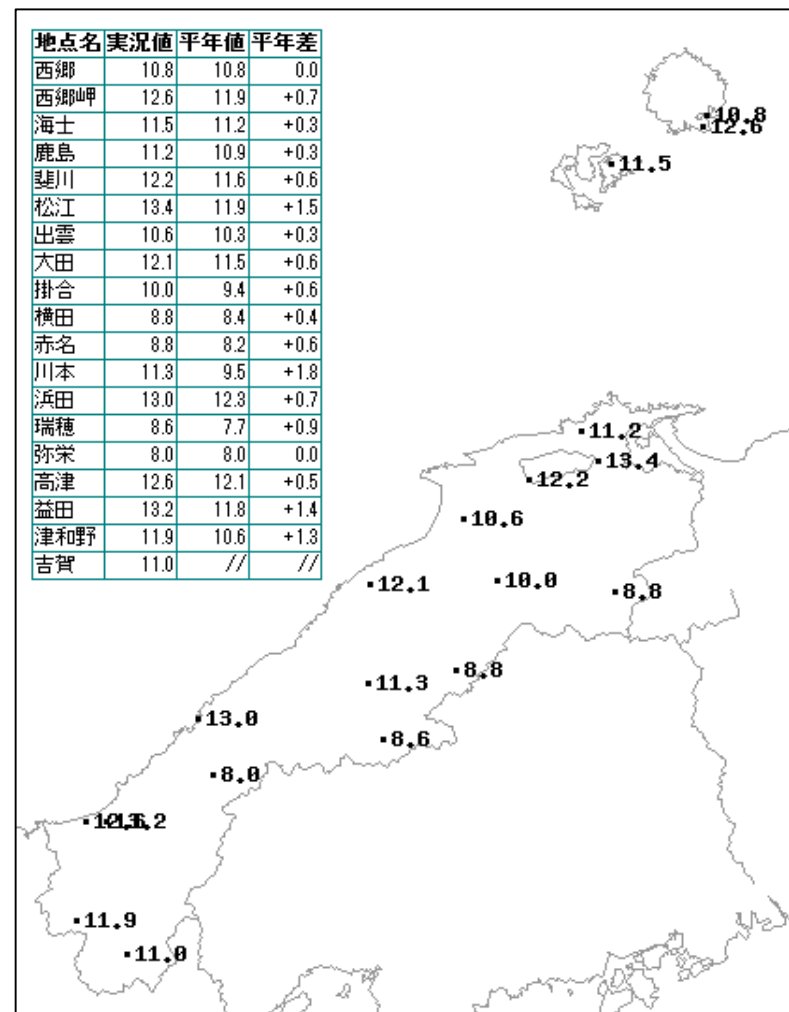 地点名 実況値 平年値 平年差
西郷 10.8 10.8 0.0
西郷岬 12.6 11.9 +0.7
海士 11.5 11.2 +0.3
鹿島 11.2 10.9 +0.3
斐川 12.2 11.6 +0.6
松江 13.4 11.9 +1.5
出雲 10.6 10.3 +0.3
大田 12.1 11.5 +0.6
掛合 10.0 9.4 +0.6
横田 8.8 8.4 +0.4
赤名 8.8 8.2 +0.6
川本 11.3 9.5 +1.8
浜田 13.0 12.3 +0.7
瑞穂 8.6 7.7 +0.9
弥栄 8.0 8.0 0.0
高津 12.6 12.1 +0.5
益田 13.2 11.8 +1.4
津和野 11.9 10.6 +1.3
吉賀 11.0 // //
10.8
12.6
11.5
11.2
13.4
12.2
10.6
12.1
10.0
8.8
8.8
11.3
13.0
8.6
8.0
11.9
11.0